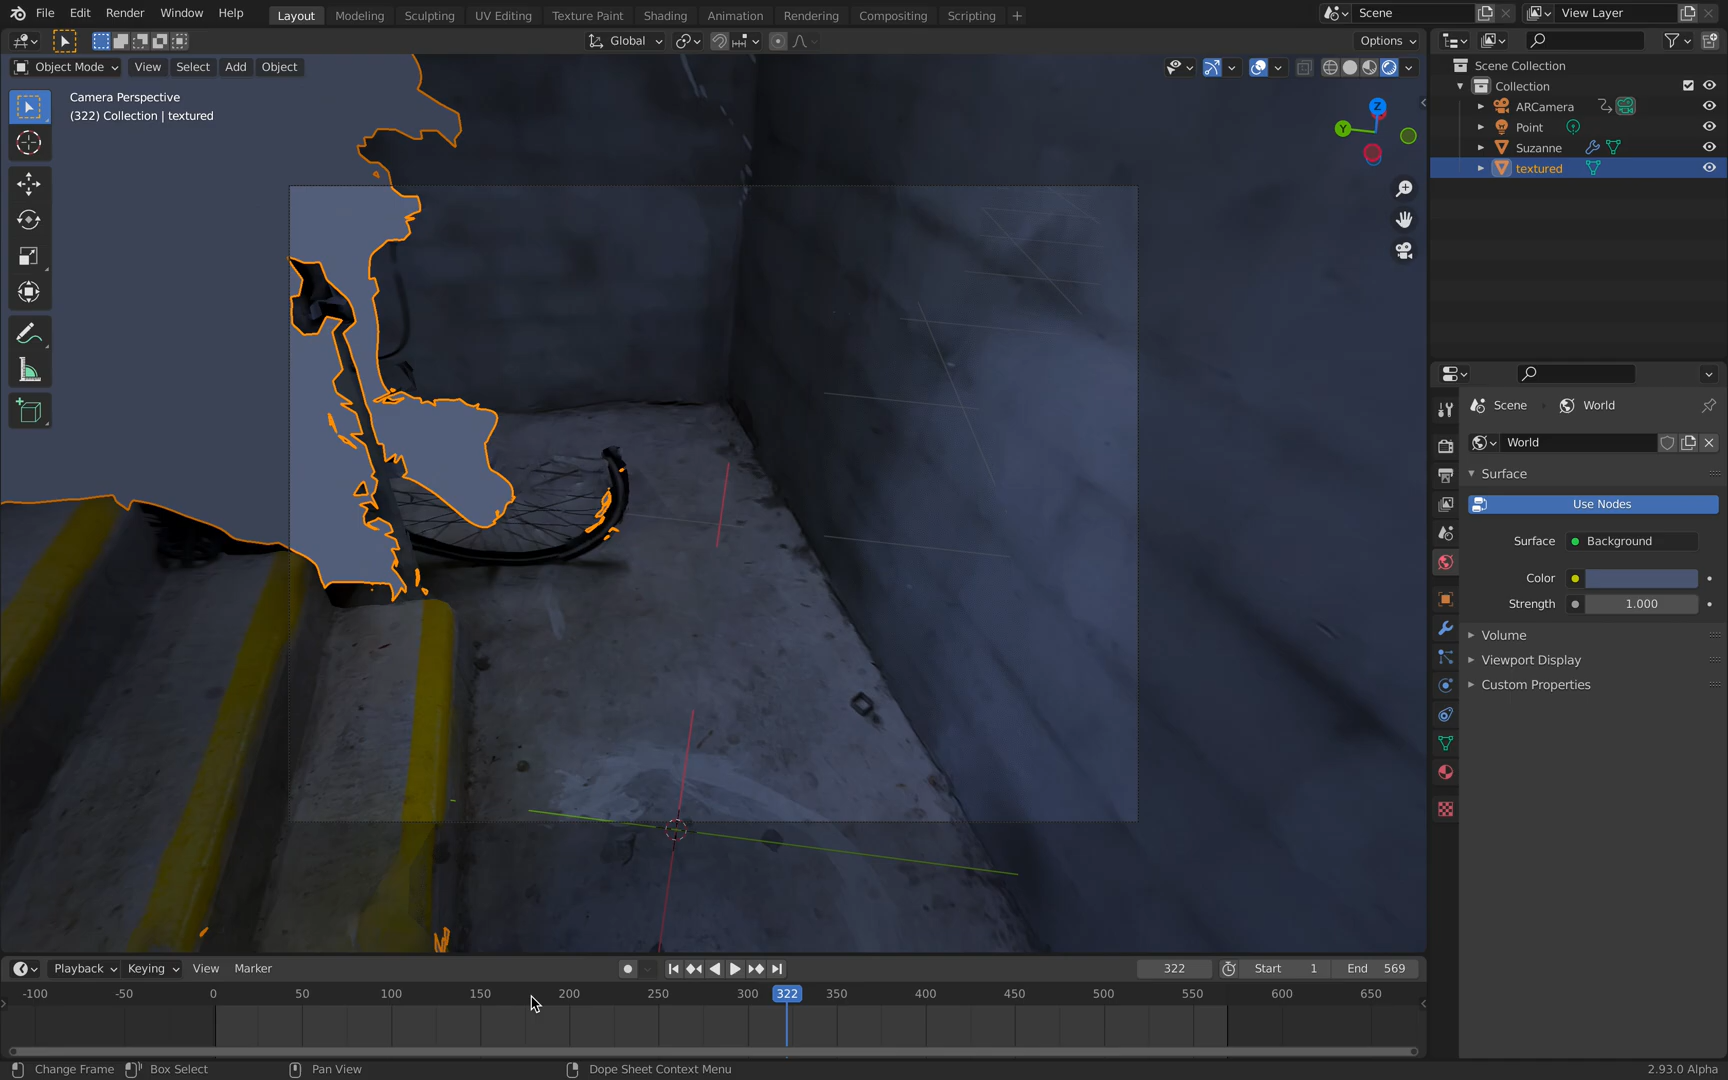 File Edit Render Window Help Layout Modeling Sculpting UV Editing Texture Paint Shading Animation Rendering Compositing Scripting + Scene View Layer
Global Options
Object Mode View Select Add Object
Camera Perspective
(322) Collection | textured
Z
Y
Scene Collection
Collection
ARCamera
Point
Suzanne
textured
Scene World
World
Surface
Use Nodes
Surface Background
Color
Strength 1.000
Volume
Viewport Display
Custom Properties
Playback Keying View Marker 322 Start 1 End 569
-100 -50 0 50 100 150 200 250 300 322 350 400 450 500 550 600 650
Change Frame Box Select Pan View Dope Sheet Context Menu 2.93.0 Alpha